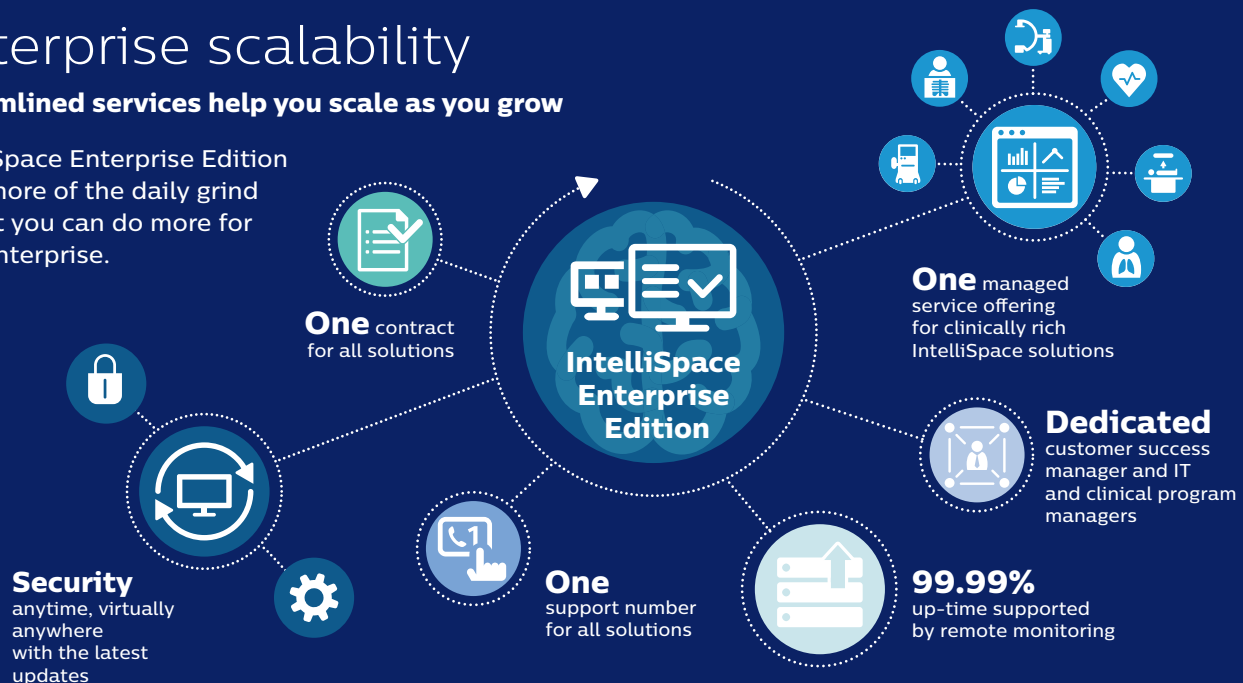 terprise scalability
mlined services help you scale as you grow
Space Enterprise Edition
more of the daily grind
t you can do more for
nterprise.
One contract
for all solutions
IntelliSpace
Enterprise
Edition
One managed
service offering
for clinically rich
IntelliSpace solutions
Dedicated
customer success
manager and IT
and clinical program
managers
Security
anytime, virtually
anywhere
with the latest
updates
1
One
support number
for all solutions
99.99%
up-time supported
by remote monitoring